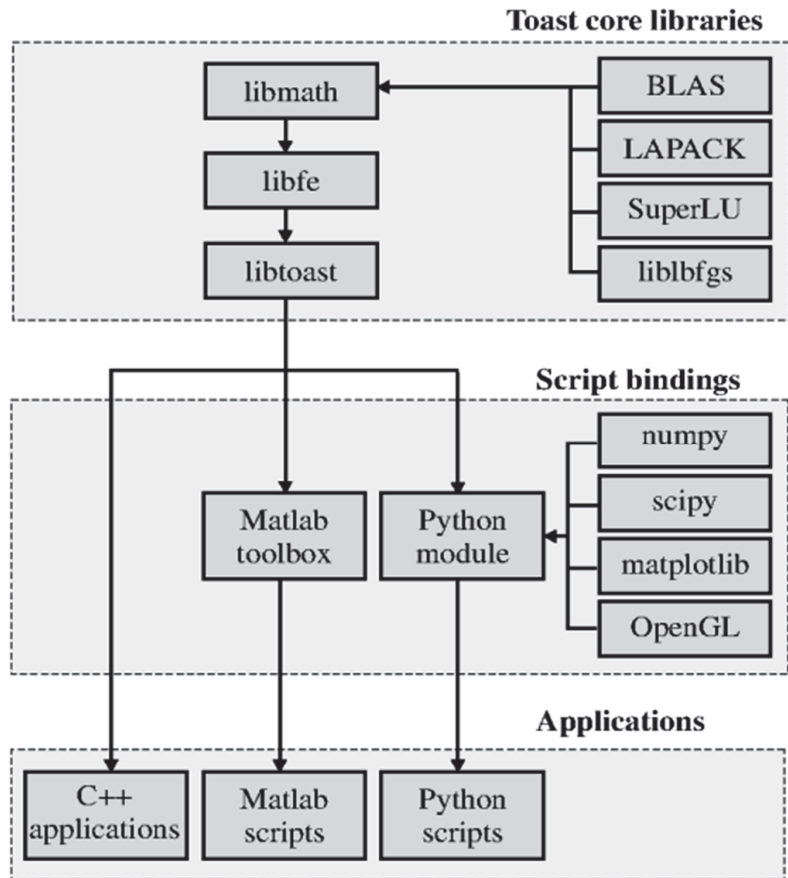 Toast core libraries
libmath
BLAS
LAPACK
libfe
SuperLU
libtoast
liblbfgs
Script bindings
numpy
scipy
Matlab
toolbox
Python
module
matplotlib
OpenGL
Applications
C++
applications
Matlab
scripts
Python
scripts